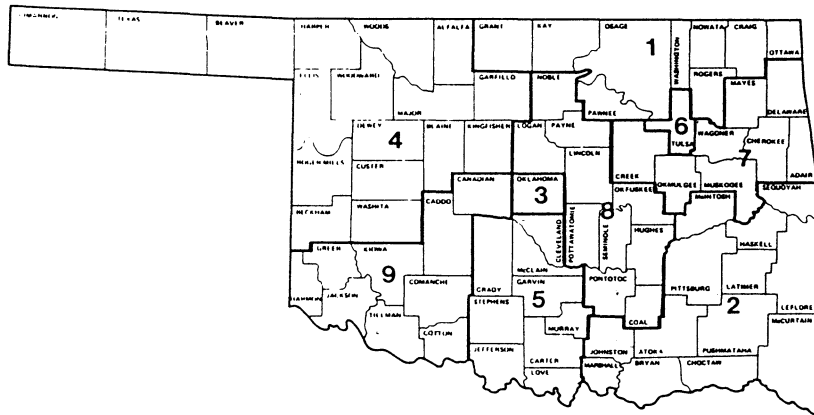 TEXAS
BEAVER
HARPER
WOODS
ALFALFA
GRANT
KAY
OSAGE
1
WASHINGTON
NOWATA
CRAIG
OTTAWA
ELLIS
WOODWARD
GARFILLD
NOBLE
ROGERS
MAYES
MAJOR
PAWNEE
DELAWARE
DEWEY
4
BLAINE
KINGFISHER
LOGAN
PAYNE
6
TULSA
WAGONER
CHEROKEE
7
ROGER MILLS
CUSTER
LINCOLN
CREEK
ADAIR
CANADIAN
OKLAHOMA
3
OKFUSKEE
OKMULGEE
MUSKOGEE
SEQUOYAH
BECKHAM
WASHITA
CADDO
8
McINTOSH
CLEVELAND
POTTAWATOMIE
SEMINOLE
HUGHES
HASKELL
GREER
KIOWA
9
McCLAIN
PONTOTOC
PITTSBURG
LATIMER
HARMON
JACKSON
COMANCHE
GRADY
GARVIN
5
2
LEFLORE
TILLMAN
STEPHENS
MURRAY
COAL
McCURTAIN
COTTON
JEFFERSON
CARTER
JOHNSTON
ATOKA
PUSHMATAHA
LOVE
MARSHALL
BRYAN
CHOCTAW